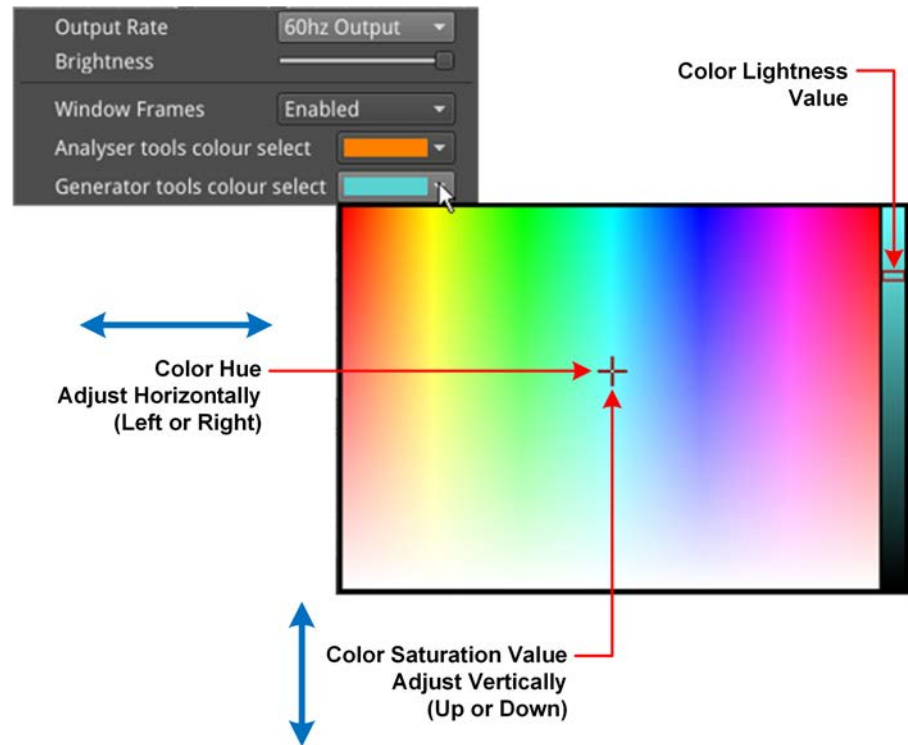 Output Rate 60hz Output
Brightness
Window Frames Enabled
Analyser tools colour select
Generator tools colour select
Color Lightness
Value
Color Hue
Adjust Horizontally
(Left or Right)
Color Saturation Value
Adjust Vertically
(Up or Down)